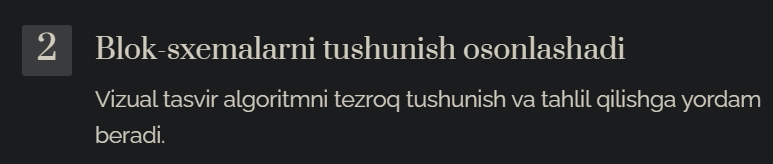 2
Blok-sxemalarni tushunish osonlashadi
Vizual tasvir algoritmni tezroq tushunish va tahlil qilishga yordam
beradi.